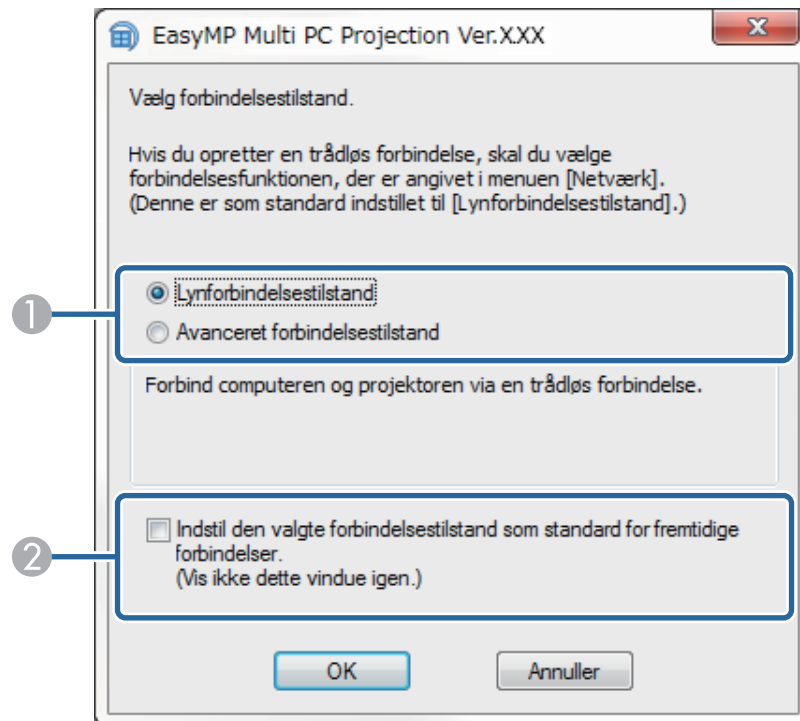 EasyMP Multi PC Projection Ver.X.XX
Vælg forbindelsestilstand.
Hvis du opretter en trådløs forbindelse, skal du vælge
forbindelsesfunktionen, der er angivet i menuen [Netværk].
(Denne er som standard indstillet til [Lynforbindelsestilstand].)
1
Lynforbindelsestilstand
Avanceret forbindelsestilstand
Forbind computeren og projektoren via en trådløs forbindelse.
2
Indstil den valgte forbindelsestilstand som standard for fremtidige
forbindelser.
(Vis ikke dette vindue igen.)
OK
Annuller